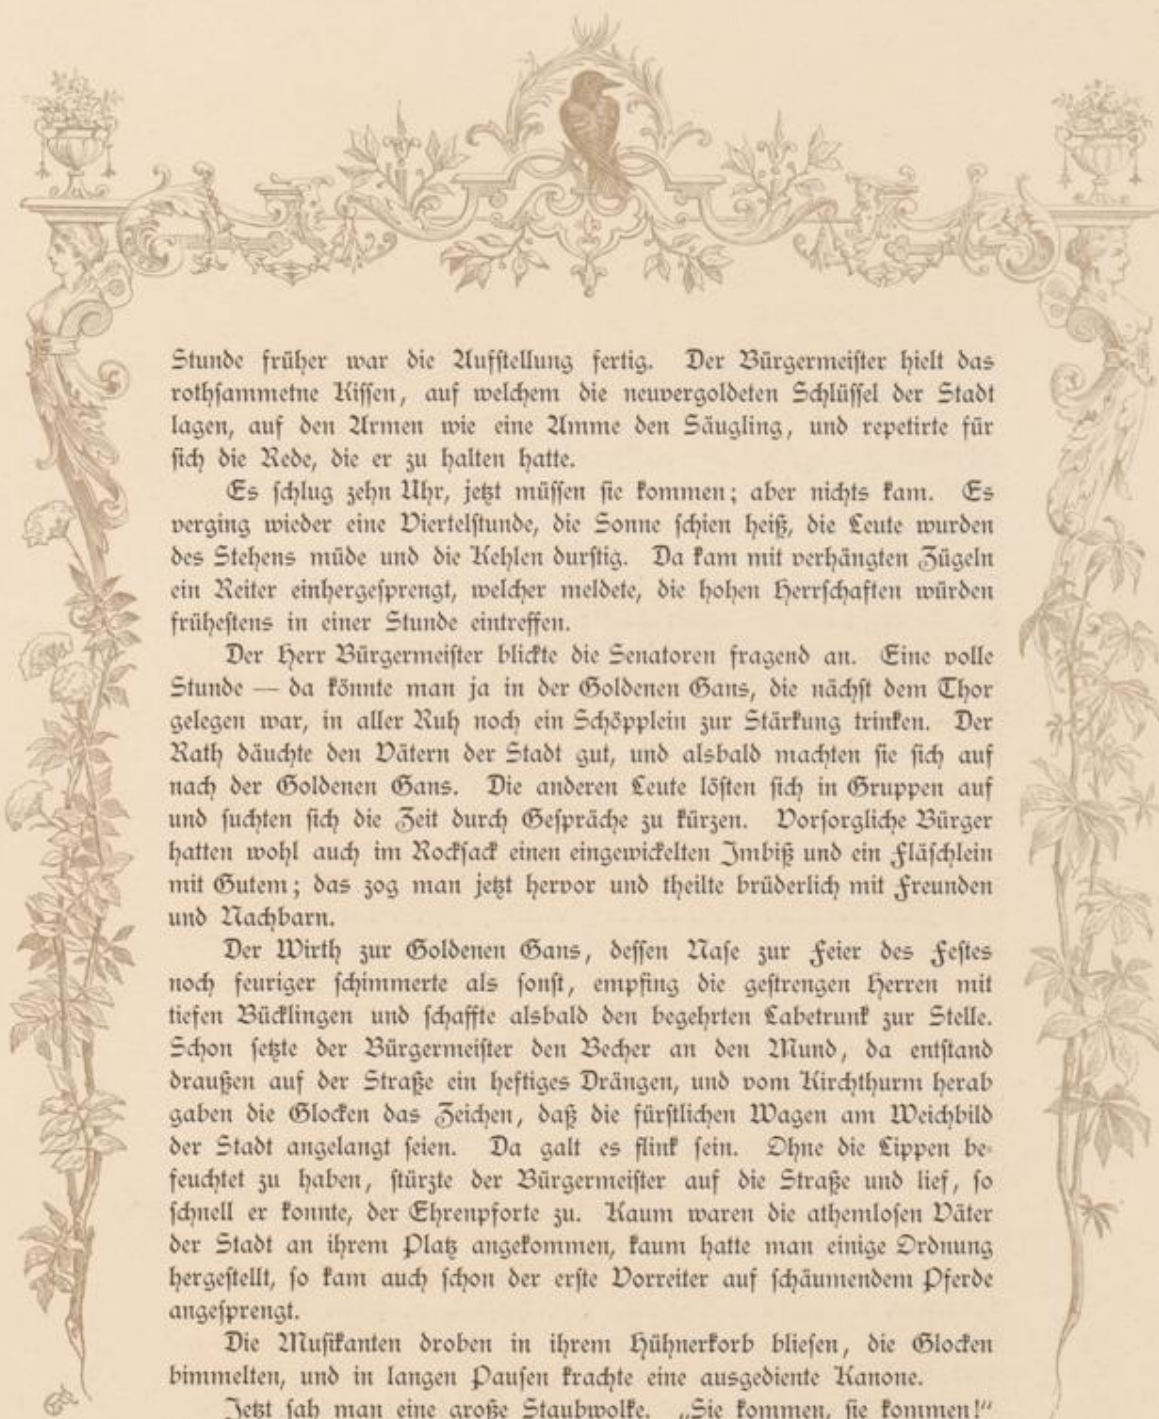 Stunde früher war die Aufstellung fertig. Der Bürgermeister hielt das
rothsammetne Kissen, auf welchem die neuvergoldeten Schlüssel der Stadt
lagen, auf den Armen wie eine Amme den Säugling, und repetirte für
sich die Rede, die er zu halten hatte.
Es schlug zehn Uhr, jetzt müssen sie kommen; aber nichts kam. Es
verging wieder eine Viertelstunde, die Sonne schien heiß, die Leute wurden
des Stehens müde und die Kehlen durstig. Da kam mit verhängten Zügeln
ein Reiter einhergesprengt, welcher meldete, die hohen Herrschaften würden
frühestens in einer Stunde eintreffen.
Der Herr Bürgermeister blickte die Senatoren fragend an. Eine volle
Stunde — da könnte man ja in der Goldenen Gans, die nächst dem Thor
gelegen war, in aller Ruh noch ein Schöpplein zur Stärkung trinken. Der
Rath däuchte den Vätern der Stadt gut, und alsbald machten sie sich auf
nach der Goldenen Gans. Die anderen Leute lösten sich in Gruppen auf
und suchten sich die Zeit durch Gespräche zu kürzen. Vorsorgliche Bürger
hatten wohl auch im Rocksack einen eingewickelten Imbiß und ein Fläschlein
mit Gutem; das zog man jetzt hervor und theilte brüderlich mit Freunden
und Nachbarn.
Der Wirth zur Goldenen Gans, dessen Nase zur Feier des Festes
noch feuriger schimmerte als sonst, empfing die gestrengen Herren mit
tiefen Bücklingen und schaffte alsbald den begehrten Labetrunk zur Stelle.
Schon setzte der Bürgermeister den Becher an den Mund, da entstand
draußen auf der Straße ein heftiges Drängen, und vom Kirchthurm herab
gaben die Glocken das Zeichen, daß die fürstlichen Wagen am Weichbild
der Stadt angelangt seien. Da galt es flink sein. Ohne die Lippen be-
feuchtet zu haben, stürzte der Bürgermeister auf die Straße und lief, so
schnell er konnte, der Ehrenpforte zu. Kaum waren die athemlosen Väter
der Stadt an ihrem Platz angekommen, kaum hatte man einige Ordnung
hergestellt, so kam auch schon der erste Vorreiter auf schäumendem Pferde
angesprengt.
Die Musikanten droben in ihrem Hühnerkorb bliesen, die Glocken
bimmelten, und in langen Pausen krachte eine ausgediente Kanone.
Jetzt sah man eine große Staubwolke. „Sie kommen, sie kommen!“